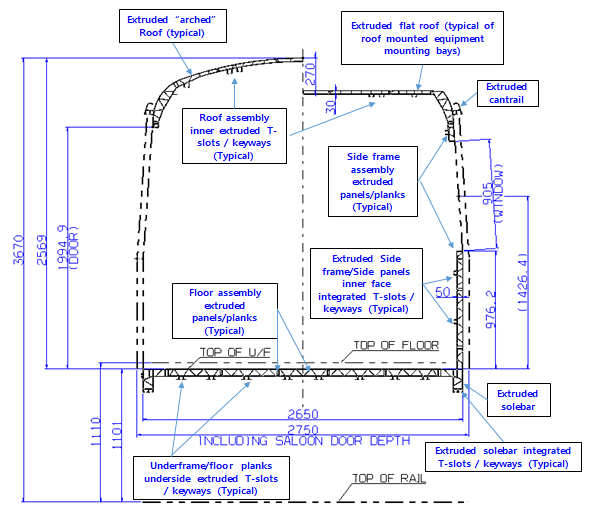 Extruded “arched”
Roof (typical)
Extruded flat roof (typical of
roof mounted equipment
mounting bays)
Extruded
cantrail
270
30
Roof assembly
inner extruded T-
slots / keyways
(Typical)
Side frame
assembly
extruded
panels/planks
(Typical)
905
(WINDOW)
3670
2569
1994.9
(DOOR)
Extruded Side
frame/Side panels
inner face
integrated T-slots /
keyways (Typical)
50
976.2
(1426.4)
Floor assembly
extruded
panels/planks
(Typical)
TOP OF U/F
TOP OF FLOOR
Extruded
solebar
1110
1101
2650
2750
INCLUDING SALOON DOOR DEPTH
Extruded solebar integrated
T-slots / keyways (Typical)
Underframe/floor planks
underside extruded T-slots
/ keyways (Typical)
TOP OF RAIL